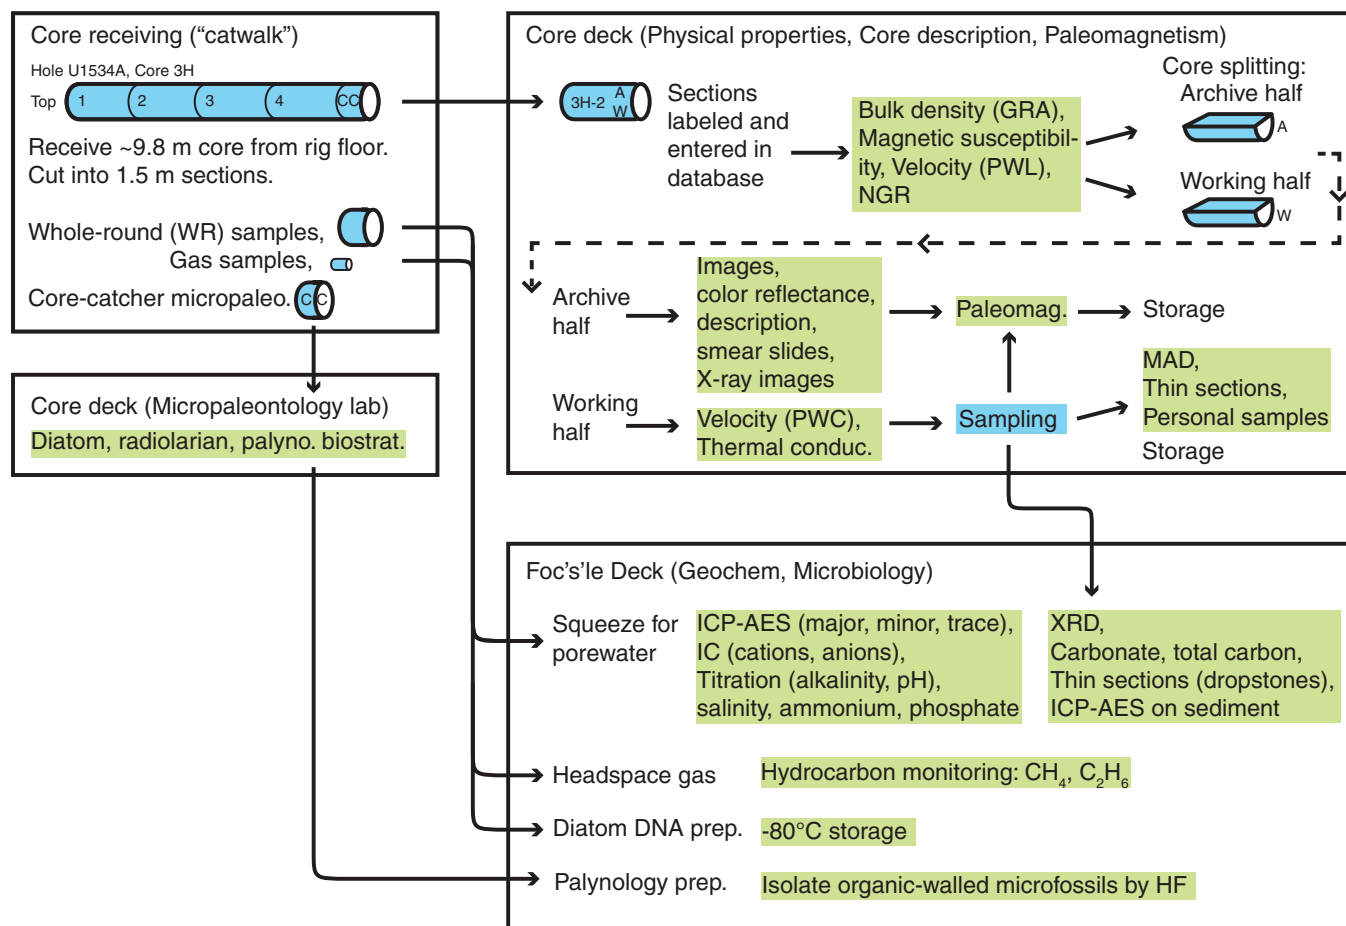 Core receiving (“catwalk”)
Hole U1534A, Core 3H
Top 1 2 3 4 CC
Receive ~9.8 m core from rig floor.
Cut into 1.5 m sections.
Whole-round (WR) samples,
Gas samples,
Core-catcher micropaleo. CC
Core deck (Micropaleontology lab)
Diatom, radiolarian, palyno. biostrat.
Core deck (Physical properties, Core description, Paleomagnetism)
3H-2 A W
Sections
labeled and
entered in
database
Bulk density (GRA),
Magnetic susceptibil-
ity, Velocity (PWL),
NGR
Core splitting:
Archive half
A
Working half
W
Archive
half
Images,
color reflectance,
description,
smear slides,
X-ray images
Paleomag.
Storage
Working
half
Velocity (PWC),
Thermal conduc.
Sampling
MAD,
Thin sections,
Personal samples
Storage
Foc's'le Deck (Geochem, Microbiology)
Squeeze for
porewater
ICP-AES (major, minor, trace),
IC (cations, anions),
Titration (alkalinity, pH),
salinity, ammonium, phosphate
XRD,
Carbonate, total carbon,
Thin sections (dropstones),
ICP-AES on sediment
Headspace gas
Hydrocarbon monitoring: CH4, C2H6
Diatom DNA prep.
-80°C storage
Palynology prep.
Isolate organic-walled microfossils by HF